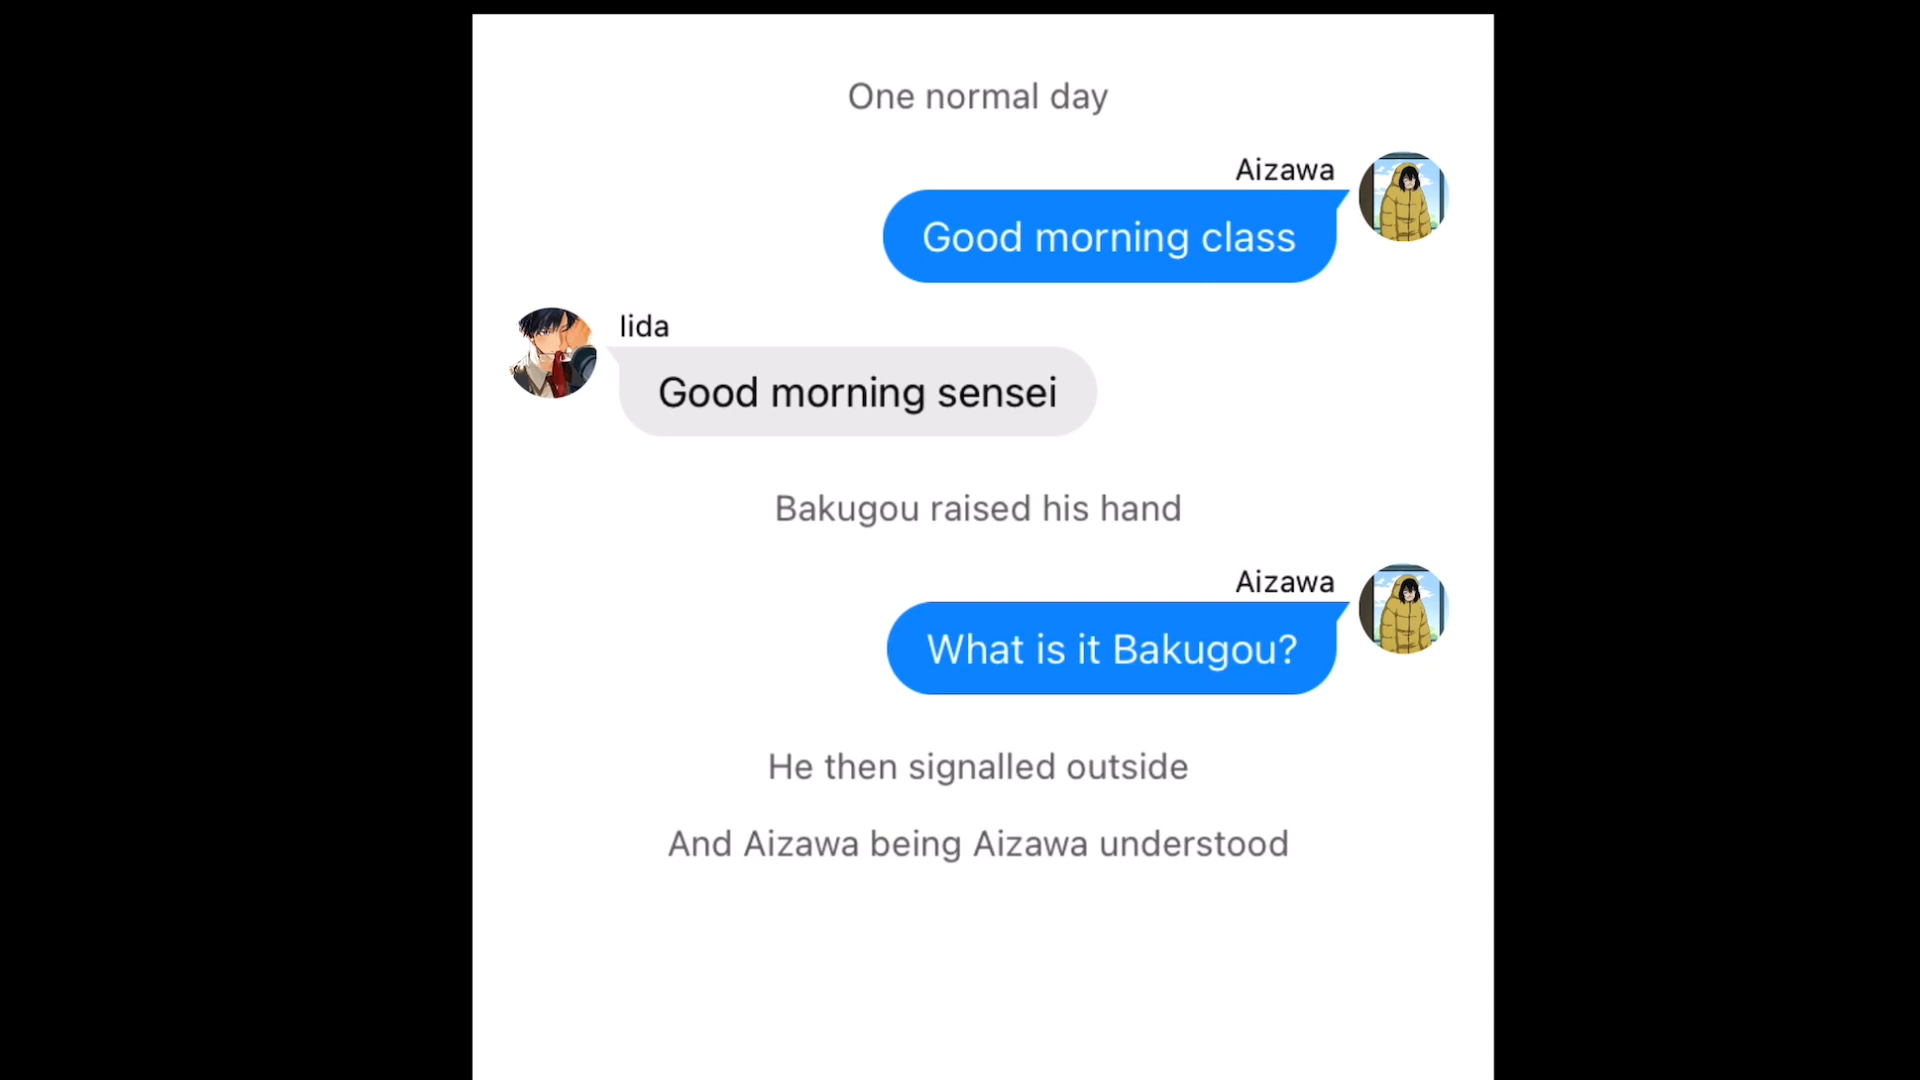 One normal day
Aizawa
Good morning class
Iida
Good morning sensei
Bakugou raised his hand
Aizawa
What is it Bakugou?
He then signalled outside
And Aizawa being Aizawa understood